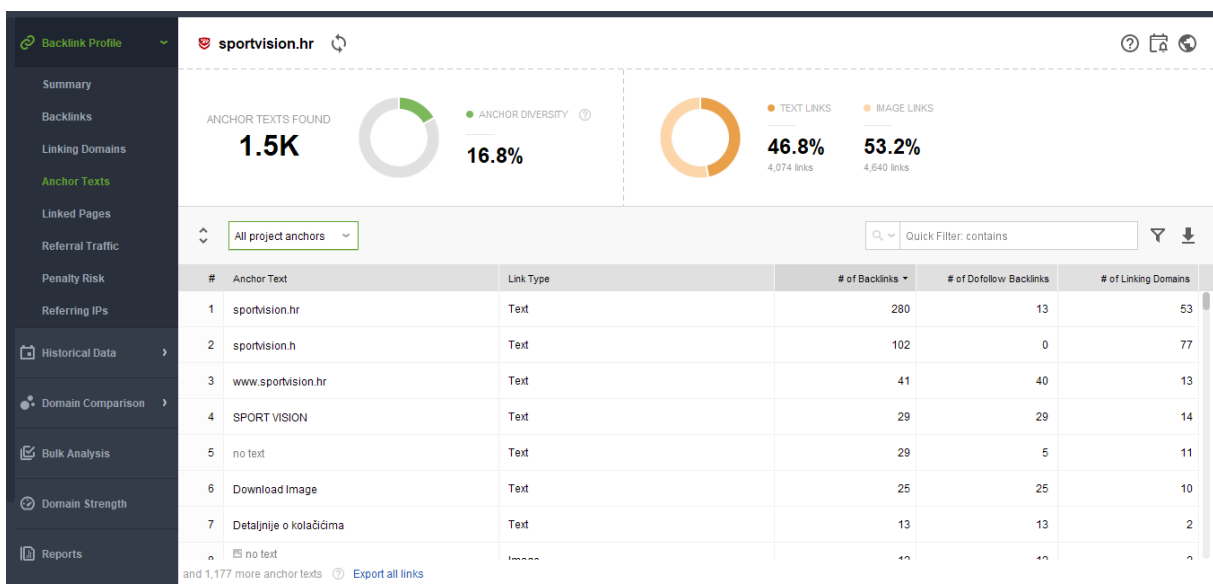 Backlink Profile
Summary
Backlinks
Linking Domains
Anchor Texts
Linked Pages
Referral Traffic
Penalty Risk
Referring IPs
Historical Data
Domain Comparison
Bulk Analysis
Domain Strength
Reports
sportvision.hr
ANCHOR TEXTS FOUND
1.5K
ANCHOR DIVERSITY
16.8%
TEXT LINKS IMAGE LINKS
46.8% 53.2%
4,074 links 4,640 links
All project anchors
Quick Filter: contains
# Anchor Text Link Type # of Backlinks # of Dofollow Backlinks # of Linking Domains
1 sportvision.hr Text 280 13 53
2 sportvision.h Text 102 0 77
3 www.sportvision.hr Text 41 40 13
4 SPORT VISION Text 29 29 14
5 no text Text 29 5 11
6 Download Image Text 25 25 10
7 Detaljnije o kolačićima Text 13 13 2
no text
and 1,177 more anchor texts Export all links